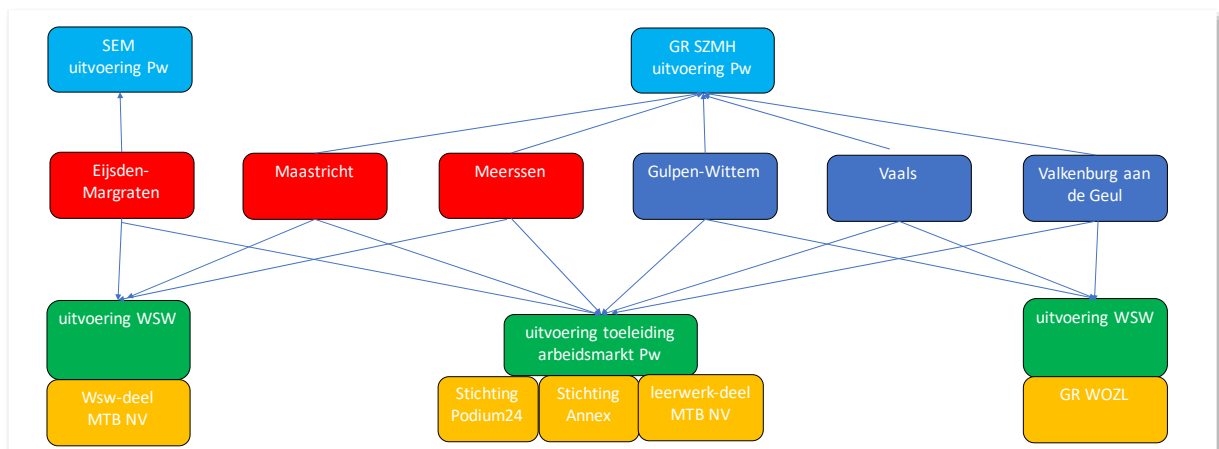 SEM
uitvoering Pw
GR SZMH
uitvoering Pw
Eijsden-
Margraten
Maastricht
Meerssen
Gulpen-Wittem
Vaals
Valkenburg aan
de Geul
uitvoering WSW
uitvoering toeleiding
arbeidsmarkt Pw
uitvoering WSW
Wsw-deel
MTB NV
Stichting
Podium24
Stichting
Annex
leerwerk-deel
MTB NV
GR WOZL